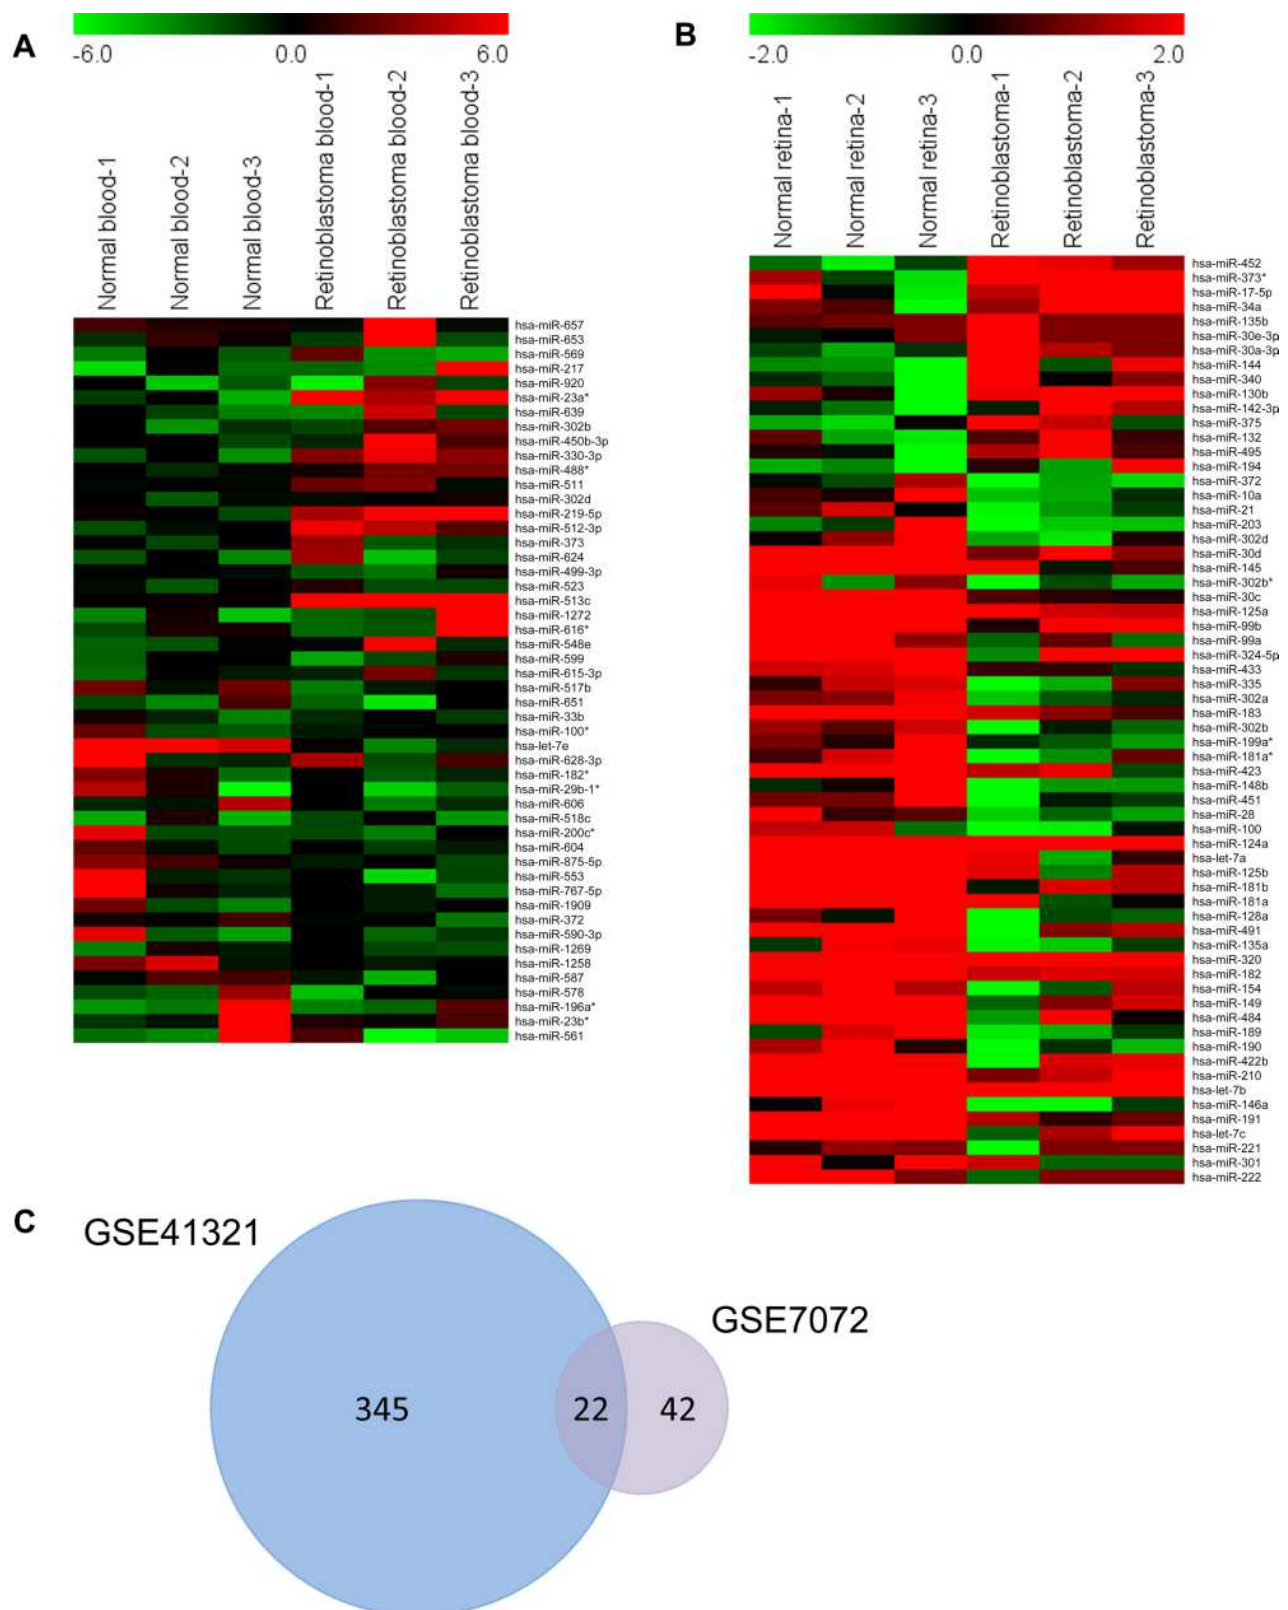 A
-6.0 0.0 6.0
Normal blood-1
Normal blood-2
Normal blood-3
Retinoblastoma blood-1
Retinoblastoma blood-2
Retinoblastoma blood-3
hsa-miR-657
hsa-miR-653
hsa-miR-569
hsa-miR-217
hsa-miR-920
hsa-miR-23a*
hsa-miR-639
hsa-miR-302b
hsa-miR-450b-3p
hsa-miR-330-3p
hsa-miR-488*
hsa-miR-511
hsa-miR-302d
hsa-miR-219-5p
hsa-miR-512-3p
hsa-miR-373
hsa-miR-624
hsa-miR-499-3p
hsa-miR-523
hsa-miR-513c
hsa-miR-1272
hsa-miR-616*
hsa-miR-548e
hsa-miR-599
hsa-miR-615-3p
hsa-miR-517b
hsa-miR-651
hsa-miR-33b
hsa-miR-100*
hsa-let-7e
hsa-miR-628-3p
hsa-miR-182*
hsa-miR-29b-1*
hsa-miR-606
hsa-miR-518c
hsa-miR-200c*
hsa-miR-604
hsa-miR-875-5p
hsa-miR-553
hsa-miR-767-5p
hsa-miR-1909
hsa-miR-372
hsa-miR-590-3p
hsa-miR-1269
hsa-miR-1258
hsa-miR-587
hsa-miR-578
hsa-miR-196a*
hsa-miR-23b*
hsa-miR-561
B
-2.0 0.0 2.0
Normal retina-1
Normal retina-2
Normal retina-3
Retinoblastoma-1
Retinoblastoma-2
Retinoblastoma-3
hsa-miR-452
hsa-miR-373*
hsa-miR-17-5p
hsa-miR-34a
hsa-miR-135b
hsa-miR-30e-3p
hsa-miR-30a-3p
hsa-miR-144
hsa-miR-340
hsa-miR-130b
hsa-miR-142-3p
hsa-miR-375
hsa-miR-132
hsa-miR-495
hsa-miR-194
hsa-miR-372
hsa-miR-10a
hsa-miR-21
hsa-miR-203
hsa-miR-302d
hsa-miR-30d
hsa-miR-145
hsa-miR-302b*
hsa-miR-30c
hsa-miR-125a
hsa-miR-99b
hsa-miR-99a
hsa-miR-324-5p
hsa-miR-433
hsa-miR-335
hsa-miR-302a
hsa-miR-183
hsa-miR-302b
hsa-miR-199a*
hsa-miR-181a*
hsa-miR-423
hsa-miR-148b
hsa-miR-451
hsa-miR-28
hsa-miR-100
hsa-miR-124a
hsa-let-7a
hsa-miR-125b
hsa-miR-181b
hsa-miR-181a
hsa-miR-128a
hsa-miR-491
hsa-miR-135a
hsa-miR-320
hsa-miR-182
hsa-miR-154
hsa-miR-149
hsa-miR-484
hsa-miR-189
hsa-miR-190
hsa-miR-422b
hsa-miR-210
hsa-let-7b
hsa-miR-146a
hsa-miR-191
hsa-let-7c
hsa-miR-221
hsa-miR-301
hsa-miR-222
C
GSE41321
GSE7072
345 22 42